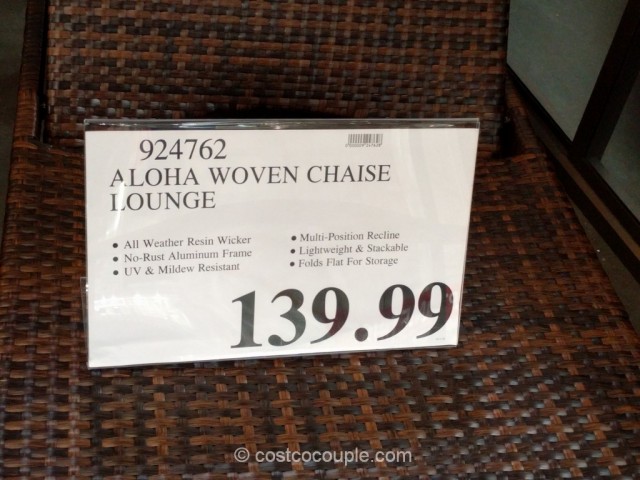 924762
ALOHA WOVEN CHAISE
LOUNGE
• All Weather Resin Wicker
• No-Rust Aluminum Frame
• UV & Mildew Resistant
• Multi-Position Recline
• Lightweight & Stackable
• Folds Flat For Storage
139.99
© costcocouple.com